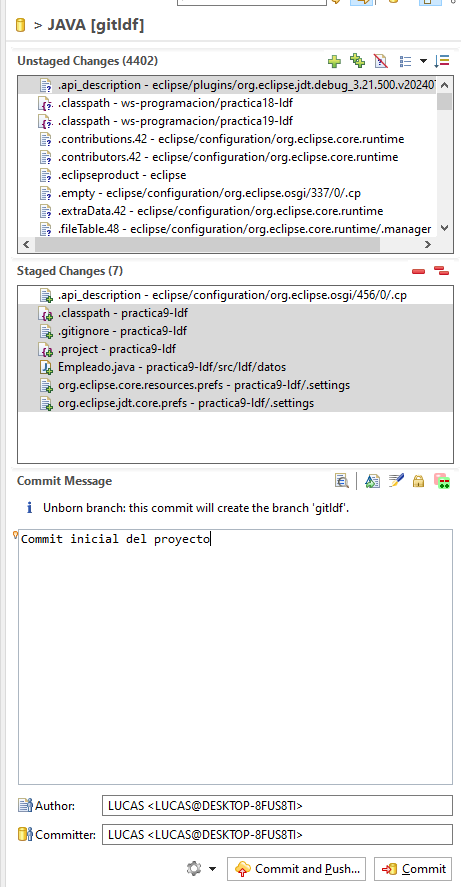 > JAVA [gitldf]
Unstaged Changes (4402)
.api_description - eclipse/plugins/org.eclipse.jdt.debug_3.21.500.v20240
.classpath - ws-programacion/practica18-ldf
.classpath - ws-programacion/practica19-ldf
.contributions.42 - eclipse/configuration/org.eclipse.core.runtime
.contributors.42 - eclipse/configuration/org.eclipse.core.runtime
.eclipseproduct - eclipse
.empty - eclipse/configuration/org.eclipse.osgi/337/0/.cp
.extraData.42 - eclipse/configuration/org.eclipse.core.runtime
.fileTable.48 - eclipse/configuration/org.eclipse.core.runtime/.manager
Staged Changes (7)
.api_description - eclipse/configuration/org.eclipse.osgi/456/0/.cp
.classpath - practica9-ldf
.gitignore - practica9-ldf
.project - practica9-ldf
Empleado.java - practica9-ldf/src/ldf/datos
org.eclipse.core.resources.prefs - practica9-ldf/.settings
org.eclipse.jdt.core.prefs - practica9-ldf/.settings
Commit Message
Unborn branch: this commit will create the branch 'gitldf'.
Commit inicial del proyecto
Author: LUCAS <LUCAS@DESKTOP-8FUS8TI>
Committer: LUCAS <LUCAS@DESKTOP-8FUS8TI>
Commit and Push... Commit